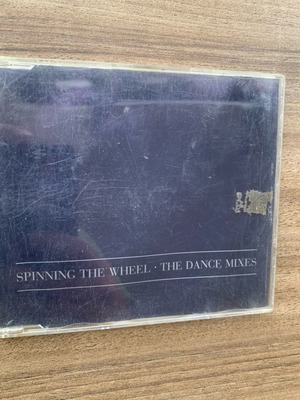 SPINNING THE WHEEL · THE DANCE MIXES